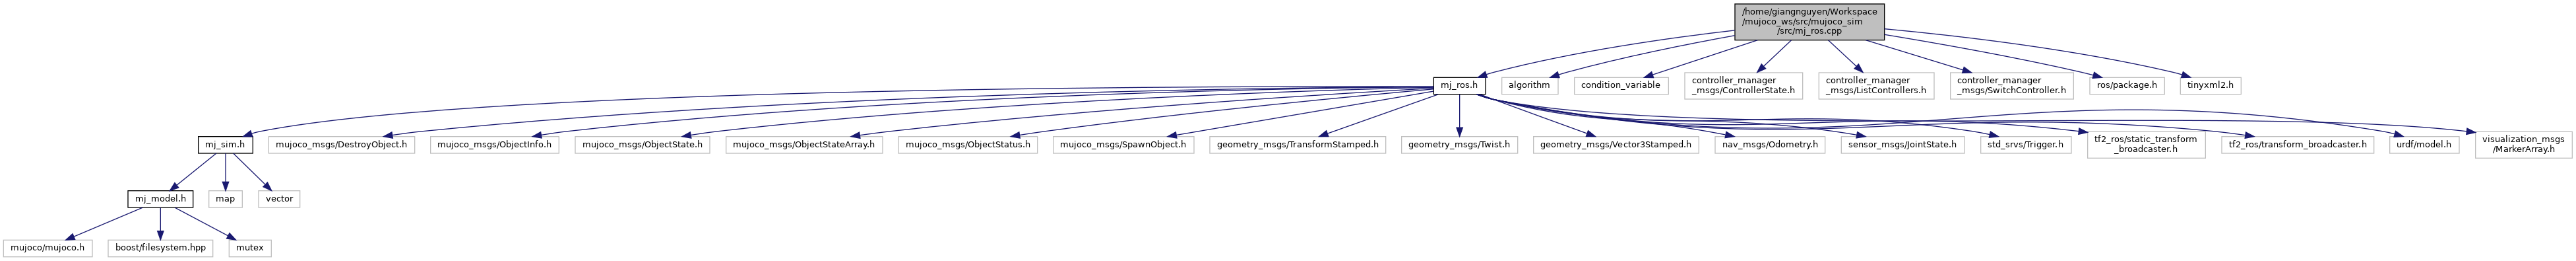 /home/giangnguyen/Workspace
/mujoco_ws/src/mujoco_sim
/src/mj_ros.cpp
mj_ros.h
algorithm
condition_variable
controller_manager
_msgs/ControllerState.h
controller_manager
_msgs/ListControllers.h
controller_manager
_msgs/SwitchController.h
ros/package.h
tinyxml2.h
mj_sim.h
mujoco_msgs/DestroyObject.h
mujoco_msgs/ObjectInfo.h
mujoco_msgs/ObjectState.h
mujoco_msgs/ObjectStateArray.h
mujoco_msgs/ObjectStatus.h
mujoco_msgs/SpawnObject.h
geometry_msgs/TransformStamped.h
geometry_msgs/Twist.h
geometry_msgs/Vector3Stamped.h
nav_msgs/Odometry.h
sensor_msgs/JointState.h
std_srvs/Trigger.h
tf2_ros/static_transform
_broadcaster.h
tf2_ros/transform_broadcaster.h
urdf/model.h
visualization_msgs
/MarkerArray.h
mj_model.h
map
vector
mujoco/mujoco.h
boost/filesystem.hpp
mutex